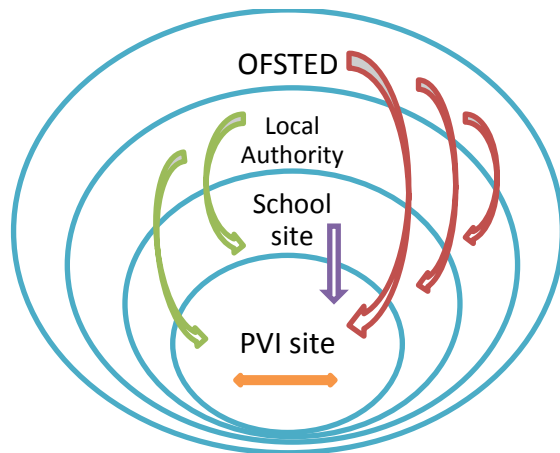 OFSTED
Local
Authority
School
site
PVI site